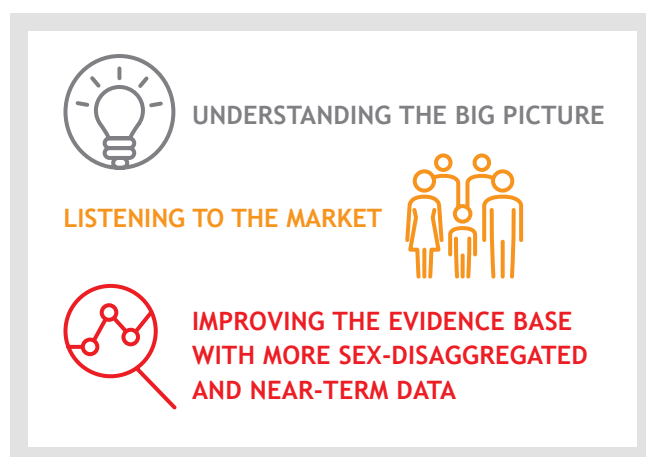 UNDERSTANDING THE BIG PICTURE
LISTENING TO THE MARKET
IMPROVING THE EVIDENCE BASE
WITH MORE SEX-DISAGGREGATED
AND NEAR-TERM DATA